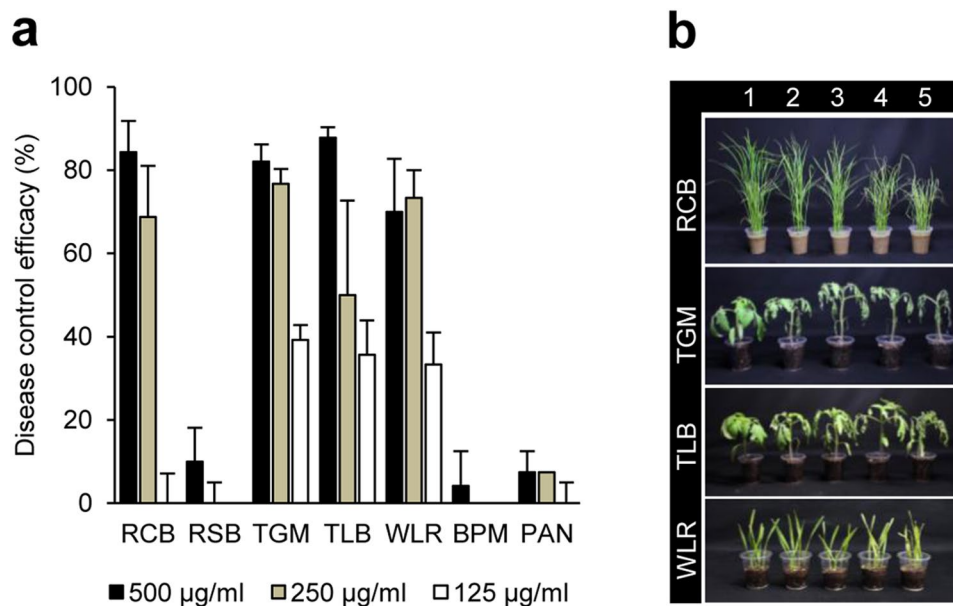 a
b
Disease control efficacy (%)
100
80
60
40
20
0
RCB RSB TGM TLB WLR BPM PAN
500 µg/ml 250 µg/ml 125 µg/ml
1 2 3 4 5
RCB
TGM
TLB
WLR